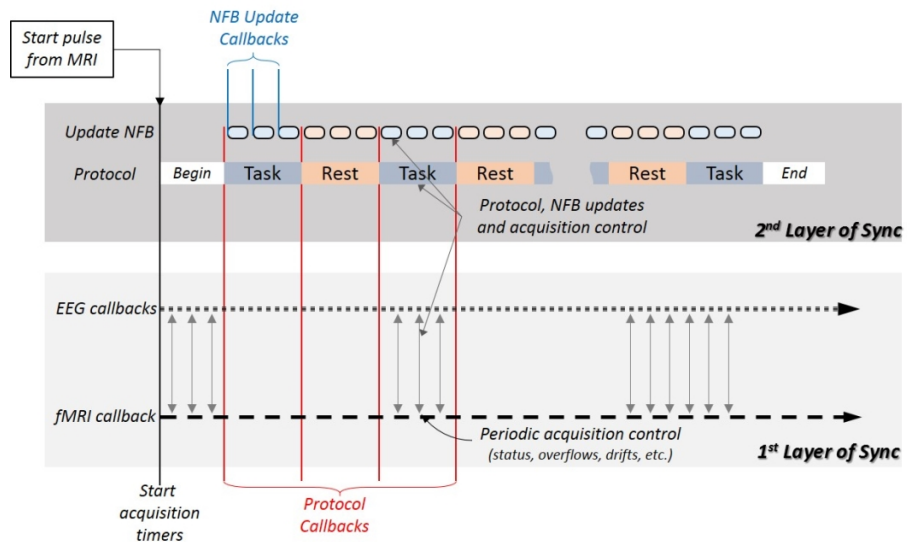 NFB Update
Callbacks
Start pulse
from MRI
Update NFB
Protocol
Begin
Task
Rest
Task
Rest
Rest
Task
End
Protocol, NFB updates
and acquisition control
2nd Layer of Sync
EEG callbacks
fMRI callback
Periodic acquisition control
(status, overflows, drifts, etc.)
1st Layer of Sync
Start
acquisition
timers
Protocol
Callbacks